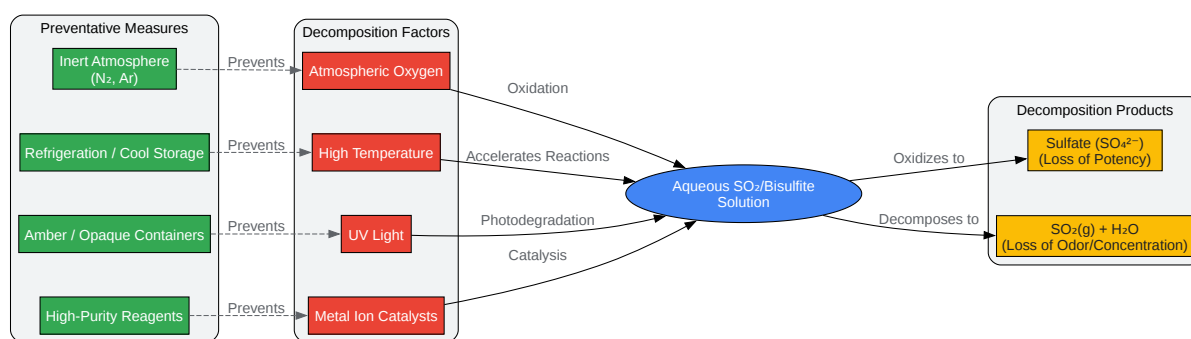 Preventative Measures
Inert Atmosphere
(N₂, Ar)
Refrigeration / Cool Storage
Amber / Opaque Containers
High-Purity Reagents
Prevents
Prevents
Prevents
Prevents
Decomposition Factors
Atmospheric Oxygen
High Temperature
UV Light
Metal Ion Catalysts
Oxidation
Accelerates Reactions
Photodegradation
Catalysis
Aqueous SO₂/Bisulfite
Solution
Oxidizes to
Decomposes to
Decomposition Products
Sulfate (SO₄²⁻)
(Loss of Potency)
SO₂(g) + H₂O
(Loss of Odor/Concentration)